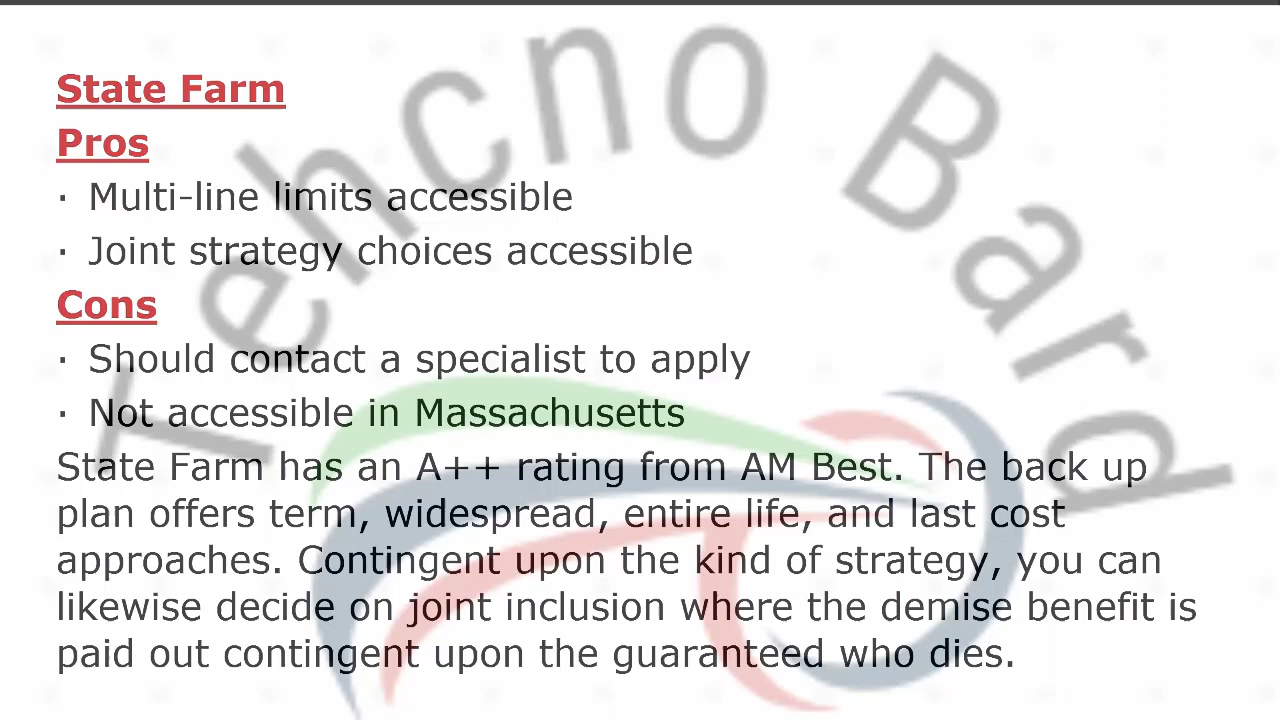 State Farm
Pros
· Multi-line limits accessible
· Joint strategy choices accessible
Cons
· Should contact a specialist to apply
· Not accessible in Massachusetts
State Farm has an A++ rating from AM Best. The back up
plan offers term, widespread, entire life, and last cost
approaches. Contingent upon the kind of strategy, you can
likewise decide on joint inclusion where the demise benefit is
paid out contingent upon the guaranteed who dies.
Tehcno Bard